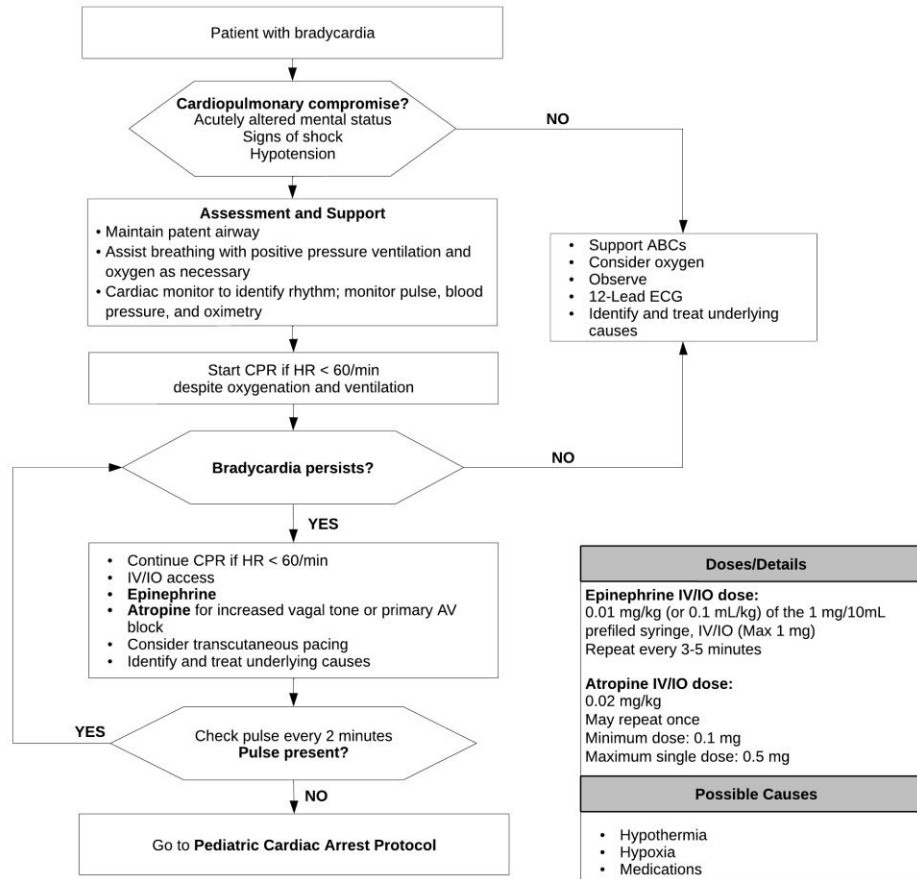 Patient with bradycardia
Cardiopulmonary compromise?
Acutely altered mental status
Signs of shock
Hypotension
NO
Assessment and Support
• Maintain patent airway
• Assist breathing with positive pressure ventilation and
oxygen as necessary
• Cardiac monitor to identify rhythm; monitor pulse, blood
pressure, and oximetry
• Support ABCs
• Consider oxygen
• Observe
• 12-Lead ECG
• Identify and treat underlying
causes
Start CPR if HR < 60/min
despite oxygenation and ventilation
Bradycardia persists?
NO
YES
• Continue CPR if HR < 60/min
• IV/IO access
• Epinephrine
• Atropine for increased vagal tone or primary AV
block
• Consider transcutaneous pacing
• Identify and treat underlying causes
YES
Check pulse every 2 minutes
Pulse present?
NO
Go to Pediatric Cardiac Arrest Protocol
Doses/Details
Epinephrine IV/IO dose:
0.01 mg/kg (or 0.1 mL/kg) of the 1 mg/10mL
prefiled syringe, IV/IO (Max 1 mg)
Repeat every 3-5 minutes
Atropine IV/IO dose:
0.02 mg/kg
May repeat once
Minimum dose: 0.1 mg
Maximum single dose: 0.5 mg
Possible Causes
• Hypothermia
• Hypoxia
• Medications